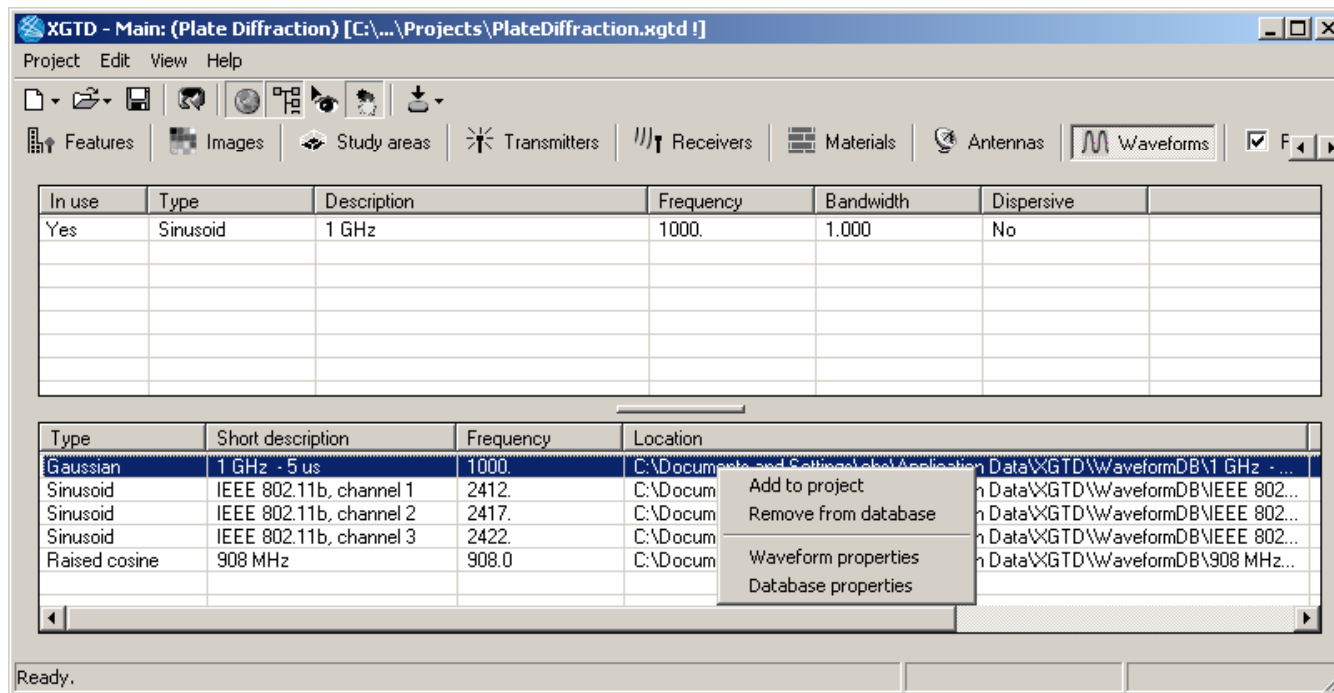 XGTD - Main: (Plate Diffraction) [C:\...\Projects\PlateDiffraction.xgtd !]
Project Edit View Help
Features Images Study areas Transmitters Receivers Materials Antennas Waveforms F
In use Type Description Frequency Bandwidth Dispersive
Yes Sinusoid 1 GHz 1000. 1.000 No
Type Short description Frequency Location
Gaussian 1 GHz - 5 us 1000. C:\Documents and Settings\ Application Data\XGTD\WaveformDB\1 GHz - ...
Sinusoid IEEE 802.11b, channel 1 2412. C:\Docum n Data\XGTD\WaveformDB\IEEE 802...
Sinusoid IEEE 802.11b, channel 2 2417. C:\Docum n Data\XGTD\WaveformDB\IEEE 802...
Sinusoid IEEE 802.11b, channel 3 2422. C:\Docum n Data\XGTD\WaveformDB\IEEE 802...
Raised cosine 908 MHz 908.0 C:\Docum n Data\XGTD\WaveformDB\908 MHz...
Add to project
Remove from database
Waveform properties
Database properties
Ready.